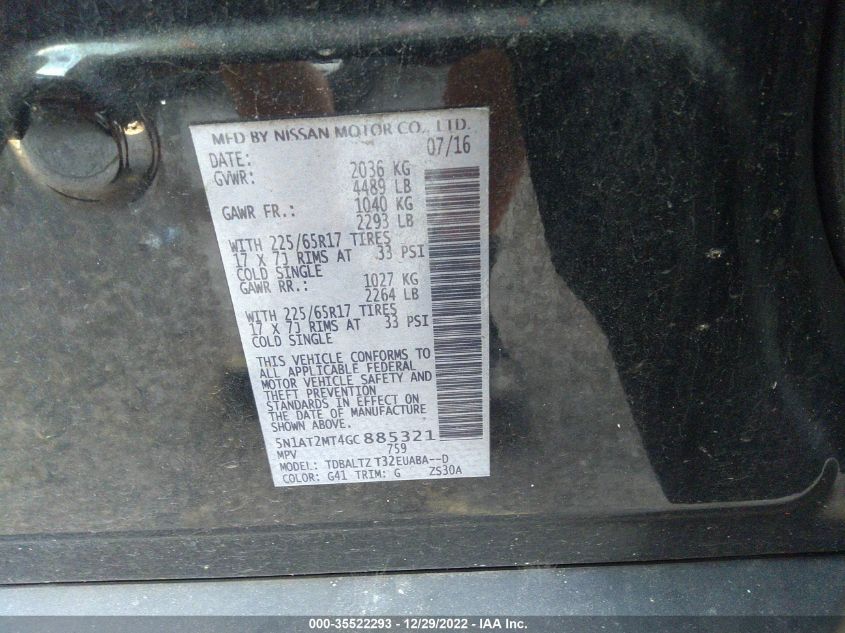 MFD BY NISSAN MOTOR CO., LTD.
DATE: 07/16
GVWR: 2036 KG
4489 LB
GAWR FR.: 1040 KG
2293 LB
WITH 225/65R17 TIRES
17 X 7J RIMS AT 33 PSI
COLD SINGLE
GAWR RR.: 1027 KG
2264 LB
WITH 225/65R17 TIRES
17 X 7J RIMS AT 33 PSI
COLD SINGLE
THIS VEHICLE CONFORMS TO
ALL APPLICABLE FEDERAL
MOTOR VEHICLE SAFETY AND
THEFT PREVENTION
STANDARDS IN EFFECT ON
THE DATE OF MANUFACTURE
SHOWN ABOVE.
5N1AT2MT4GC885321
MPV 759
MODEL: TDBALTZ T32EUABA--D
COLOR: G41 TRIM: G ZS30A
000-35522293 - 12/29/2022 - IAA Inc.